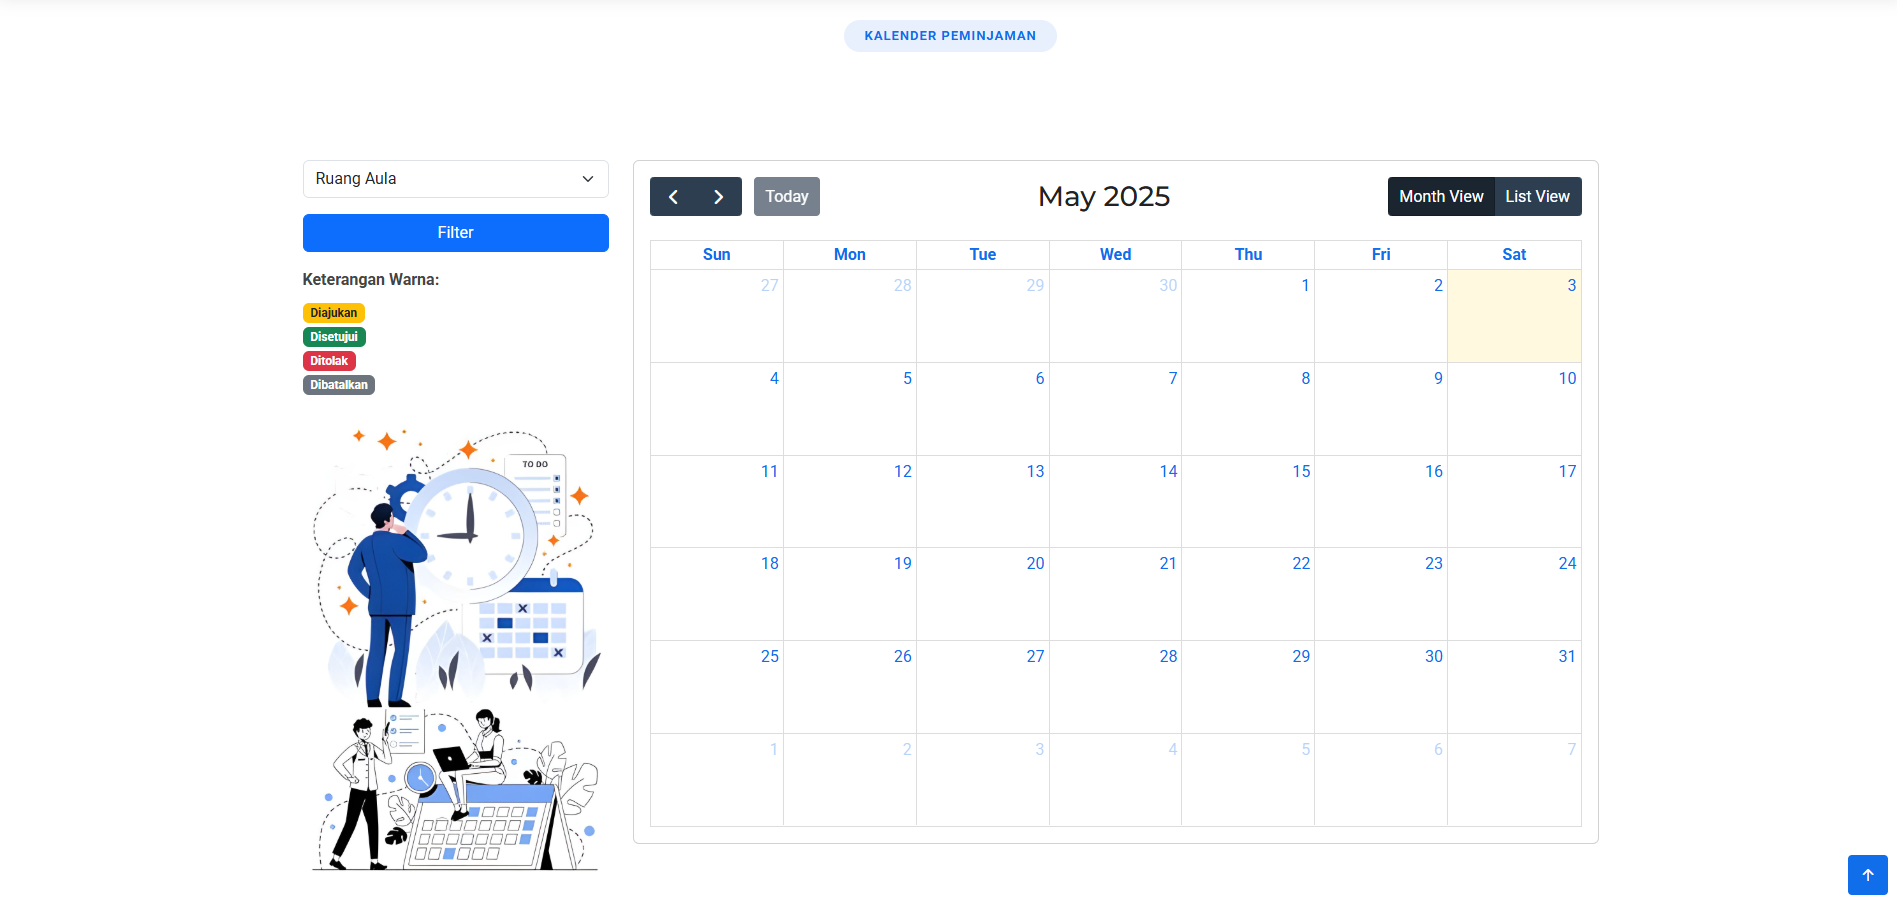 KALENDER PEMINJAMAN
Ruang Aula
Filter
Keterangan Warna:
Diajukan
Disetujui
Ditolak
Dibatalkan
TO DO
Today
May 2025
Month View List View
Sun Mon Tue Wed Thu Fri Sat
27 28 29 30 1 2 3
4 5 6 7 8 9 10
11 12 13 14 15 16 17
18 19 20 21 22 23 24
25 26 27 28 29 30 31
1 2 3 4 5 6 7